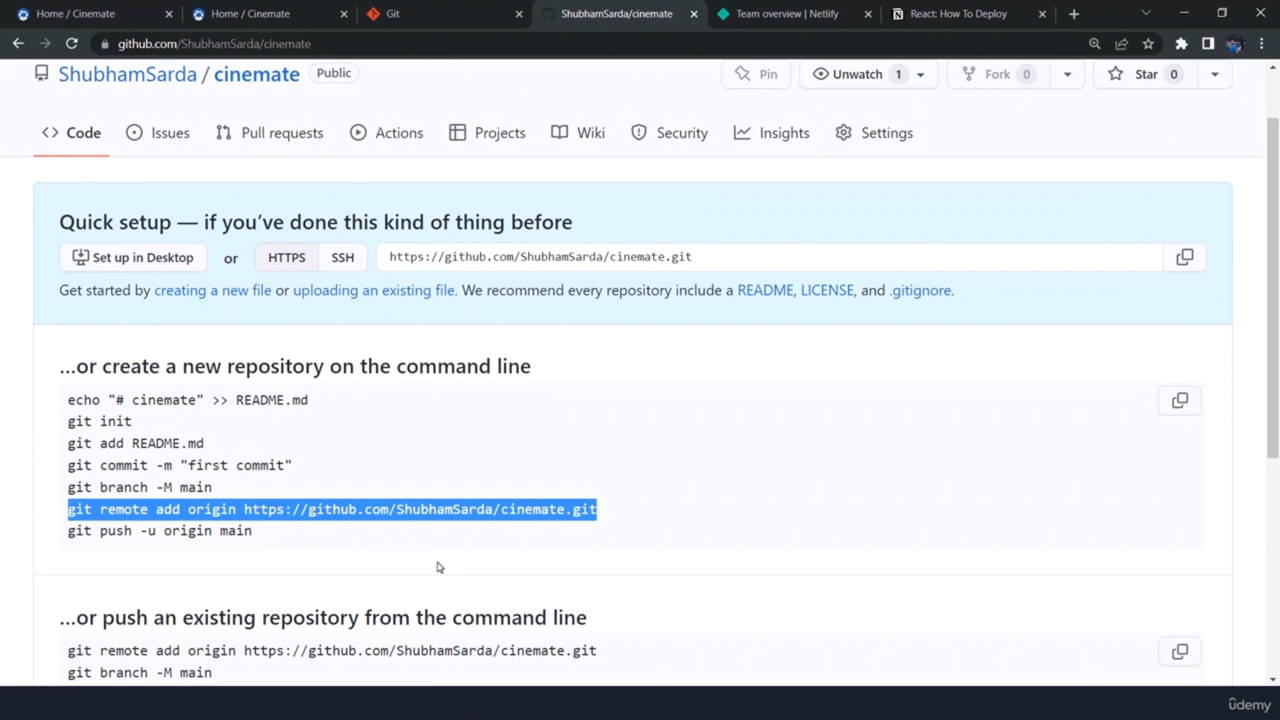 Home / Cinemate
Home / Cinemate
Git
ShubhamSarda/cinemate
Team overview | Netlify
React: How To Deploy
github.com/ShubhamSarda/cinemate
ShubhamSarda / cinemate Public
Pin
Unwatch 1
Fork 0
Star 0
Code
Issues
Pull requests
Actions
Projects
Wiki
Security
Insights
Settings
Quick setup — if you've done this kind of thing before
Set up in Desktop or HTTPS SSH https://github.com/ShubhamSarda/cinemate.git
Get started by creating a new file or uploading an existing file. We recommend every repository include a README, LICENSE, and .gitignore.
...or create a new repository on the command line
echo "# cinemate" >> README.md
git init
git add README.md
git commit -m "first commit"
git branch -M main
git remote add origin https://github.com/ShubhamSarda/cinemate.git
git push -u origin main
...or push an existing repository from the command line
git remote add origin https://github.com/ShubhamSarda/cinemate.git
git branch -M main
ûdemy